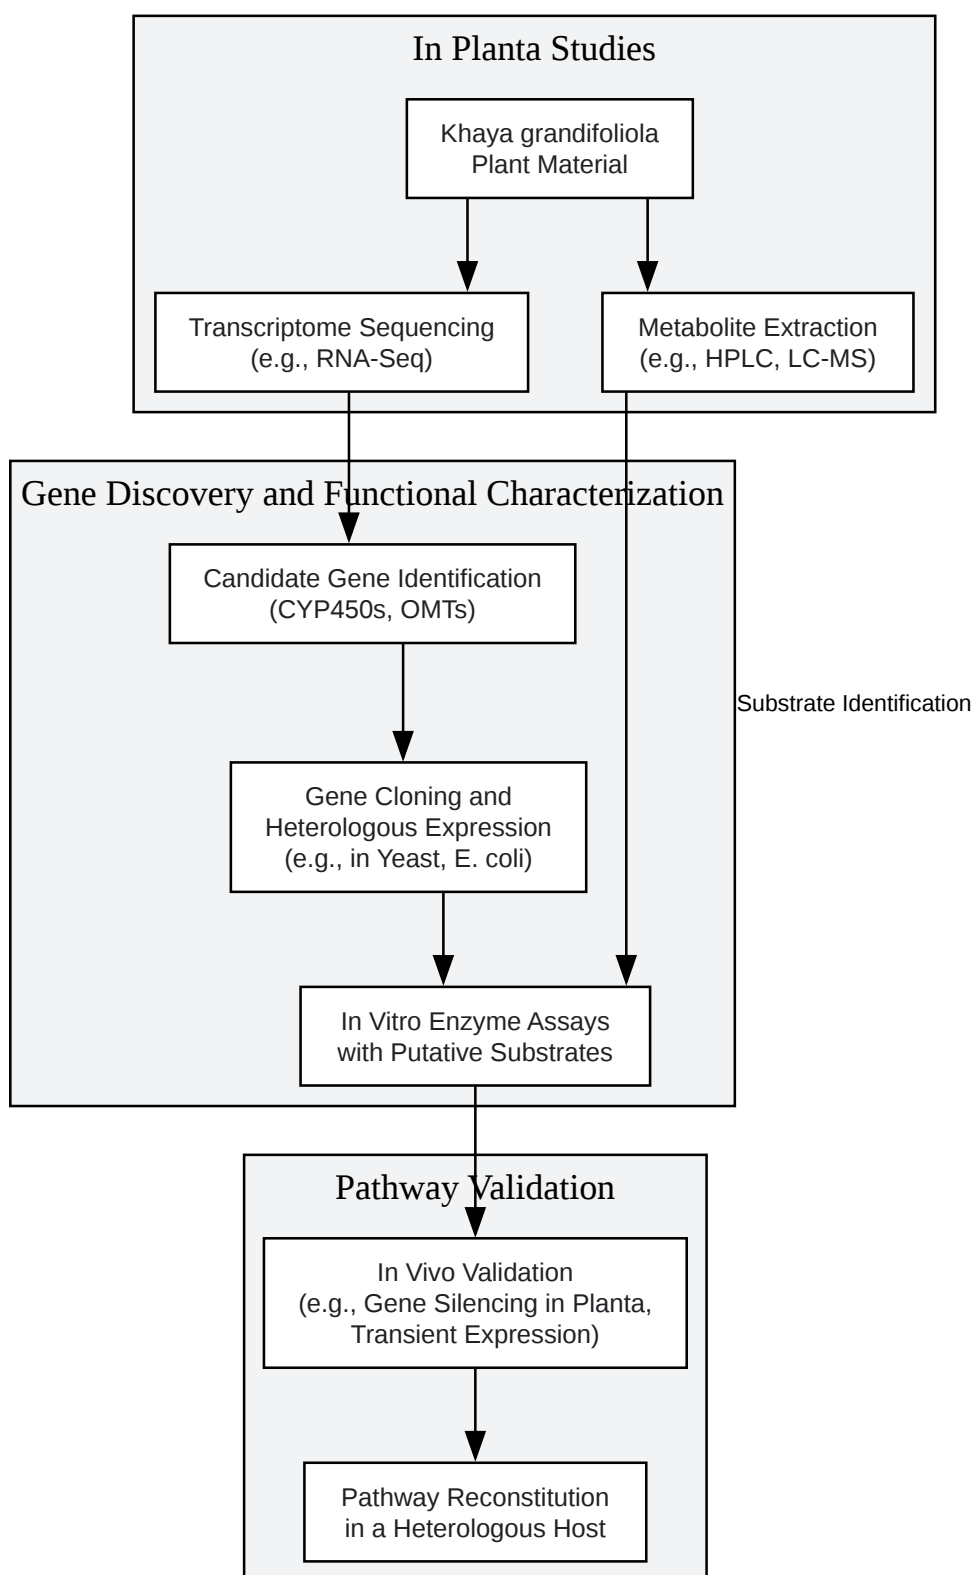 In Planta Studies
Khaya grandifoliola
Plant Material
Transcriptome Sequencing
(e.g., RNA-Seq)
Metabolite Extraction
(e.g., HPLC, LC-MS)
Gene Discovery and Functional Characterization
Candidate Gene Identification
(CYP450s, OMTs)
Substrate Identification
Gene Cloning and
Heterologous Expression
(e.g., in Yeast, E. coli)
In Vitro Enzyme Assays
with Putative Substrates
Pathway Validation
In Vivo Validation
(e.g., Gene Silencing in Planta,
Transient Expression)
Pathway Reconstitution
in a Heterologous Host